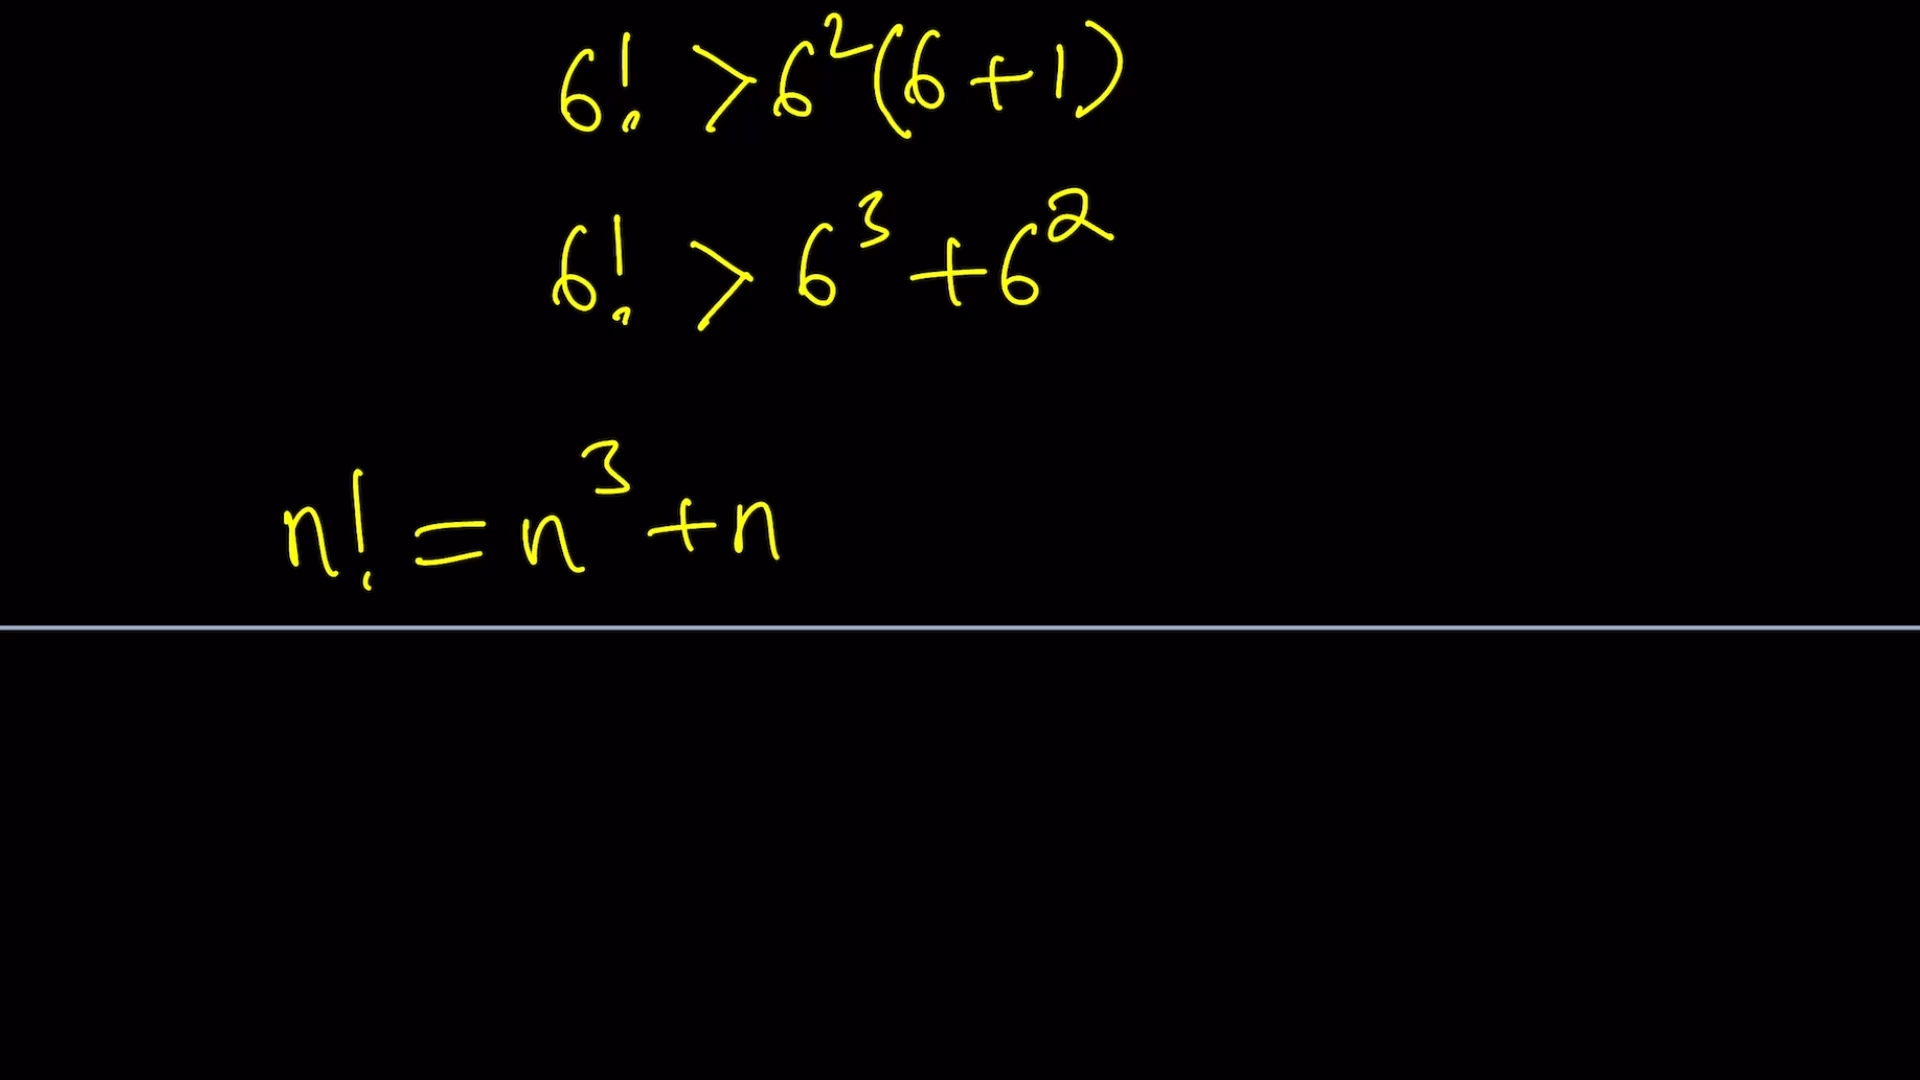 6! > 6²(6+1)
6! > 6³+6²
n! = n³+n